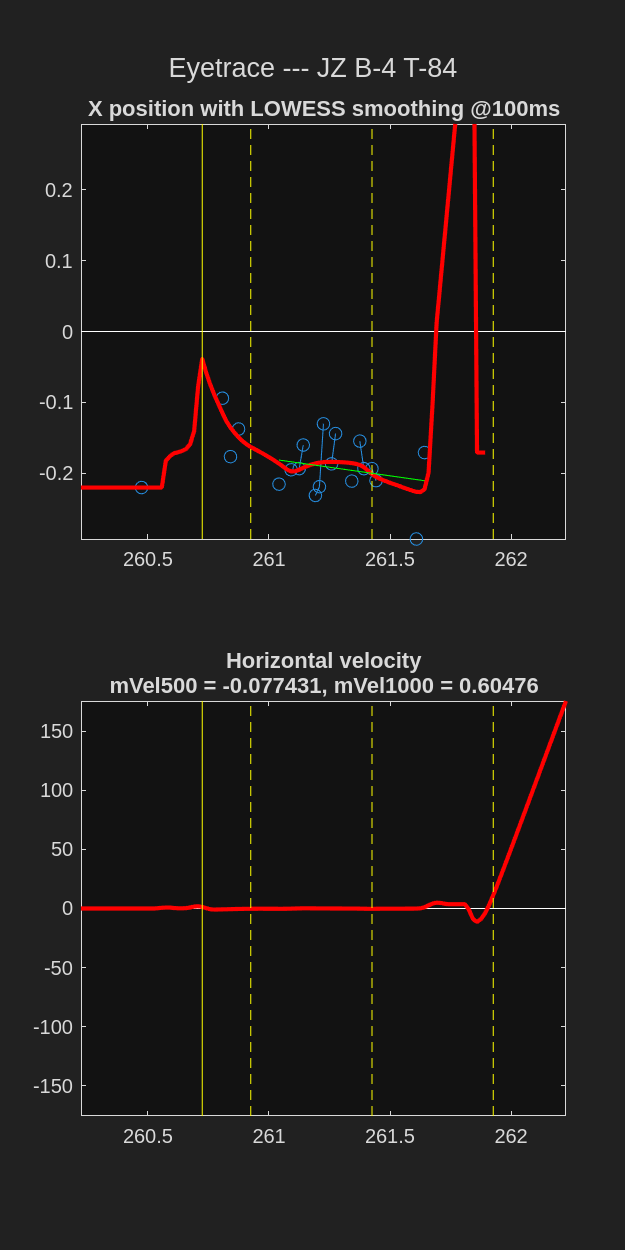 Eyetrace --- JZ B-4 T-84
X position with LOWESS smoothing @100ms
0.2
0.1
0
-0.1
-0.2
260.5 261 261.5 262
Horizontal velocity
mVel500 = -0.077431, mVel1000 = 0.60476
150
100
50
0
-50
-100
-150
260.5 261 261.5 262